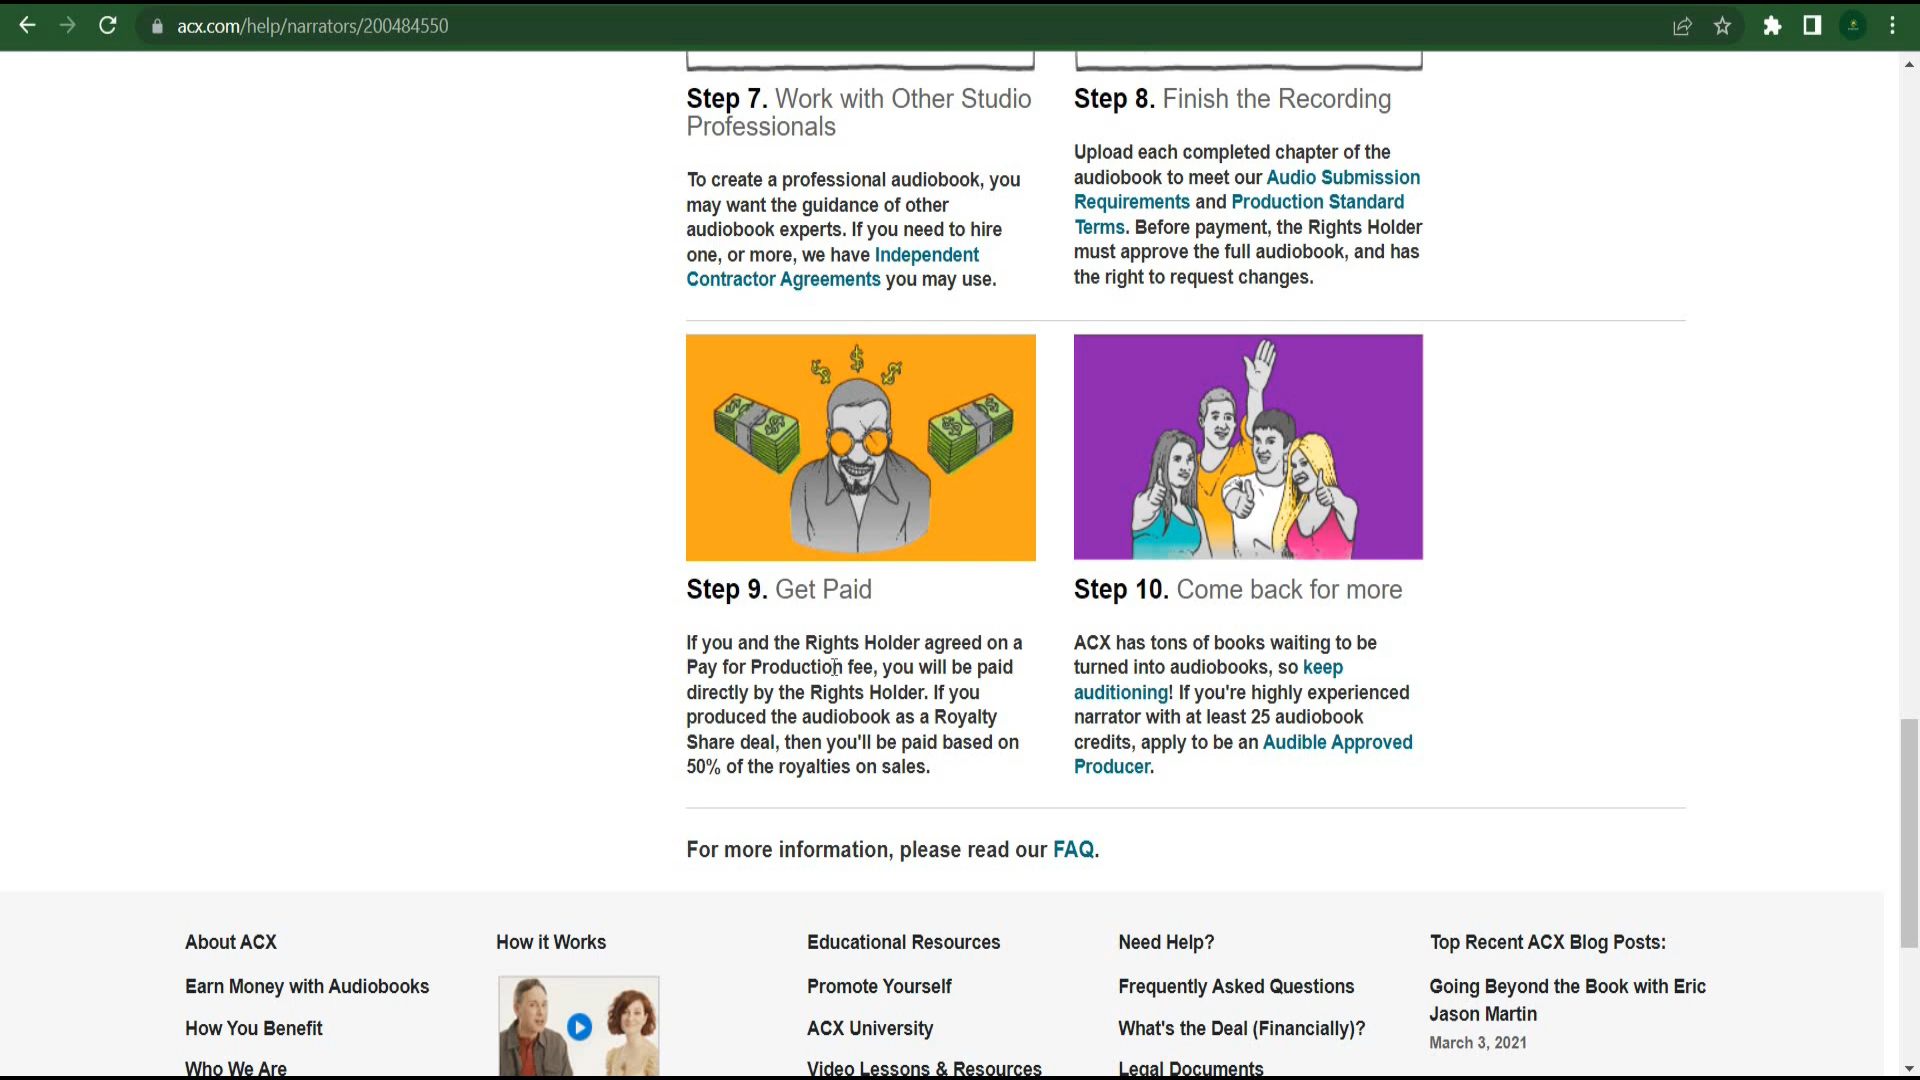 acx.com/help/narrators/200484550
Step 7. Work with Other Studio
Professionals
To create a professional audiobook, you
may want the guidance of other
audiobook experts. If you need to hire
one, or more, we have Independent
Contractor Agreements you may use.
Step 8. Finish the Recording
Upload each completed chapter of the
audiobook to meet our Audio Submission
Requirements and Production Standard
Terms. Before payment, the Rights Holder
must approve the full audiobook, and has
the right to request changes.
Step 9. Get Paid
If you and the Rights Holder agreed on a
Pay for Production fee, you will be paid
directly by the Rights Holder. If you
produced the audiobook as a Royalty
Share deal, then you'll be paid based on
50% of the royalties on sales.
Step 10. Come back for more
ACX has tons of books waiting to be
turned into audiobooks, so keep
auditioning! If you're highly experienced
narrator with at least 25 audiobook
credits, apply to be an Audible Approved
Producer.
For more information, please read our FAQ.
About ACX
Earn Money with Audiobooks
How You Benefit
Who We Are
How it Works
Educational Resources
Promote Yourself
ACX University
Video Lessons & Resources
Need Help?
Frequently Asked Questions
What's the Deal (Financially)?
Legal Documents
Top Recent ACX Blog Posts:
Going Beyond the Book with Eric
Jason Martin
March 3, 2021